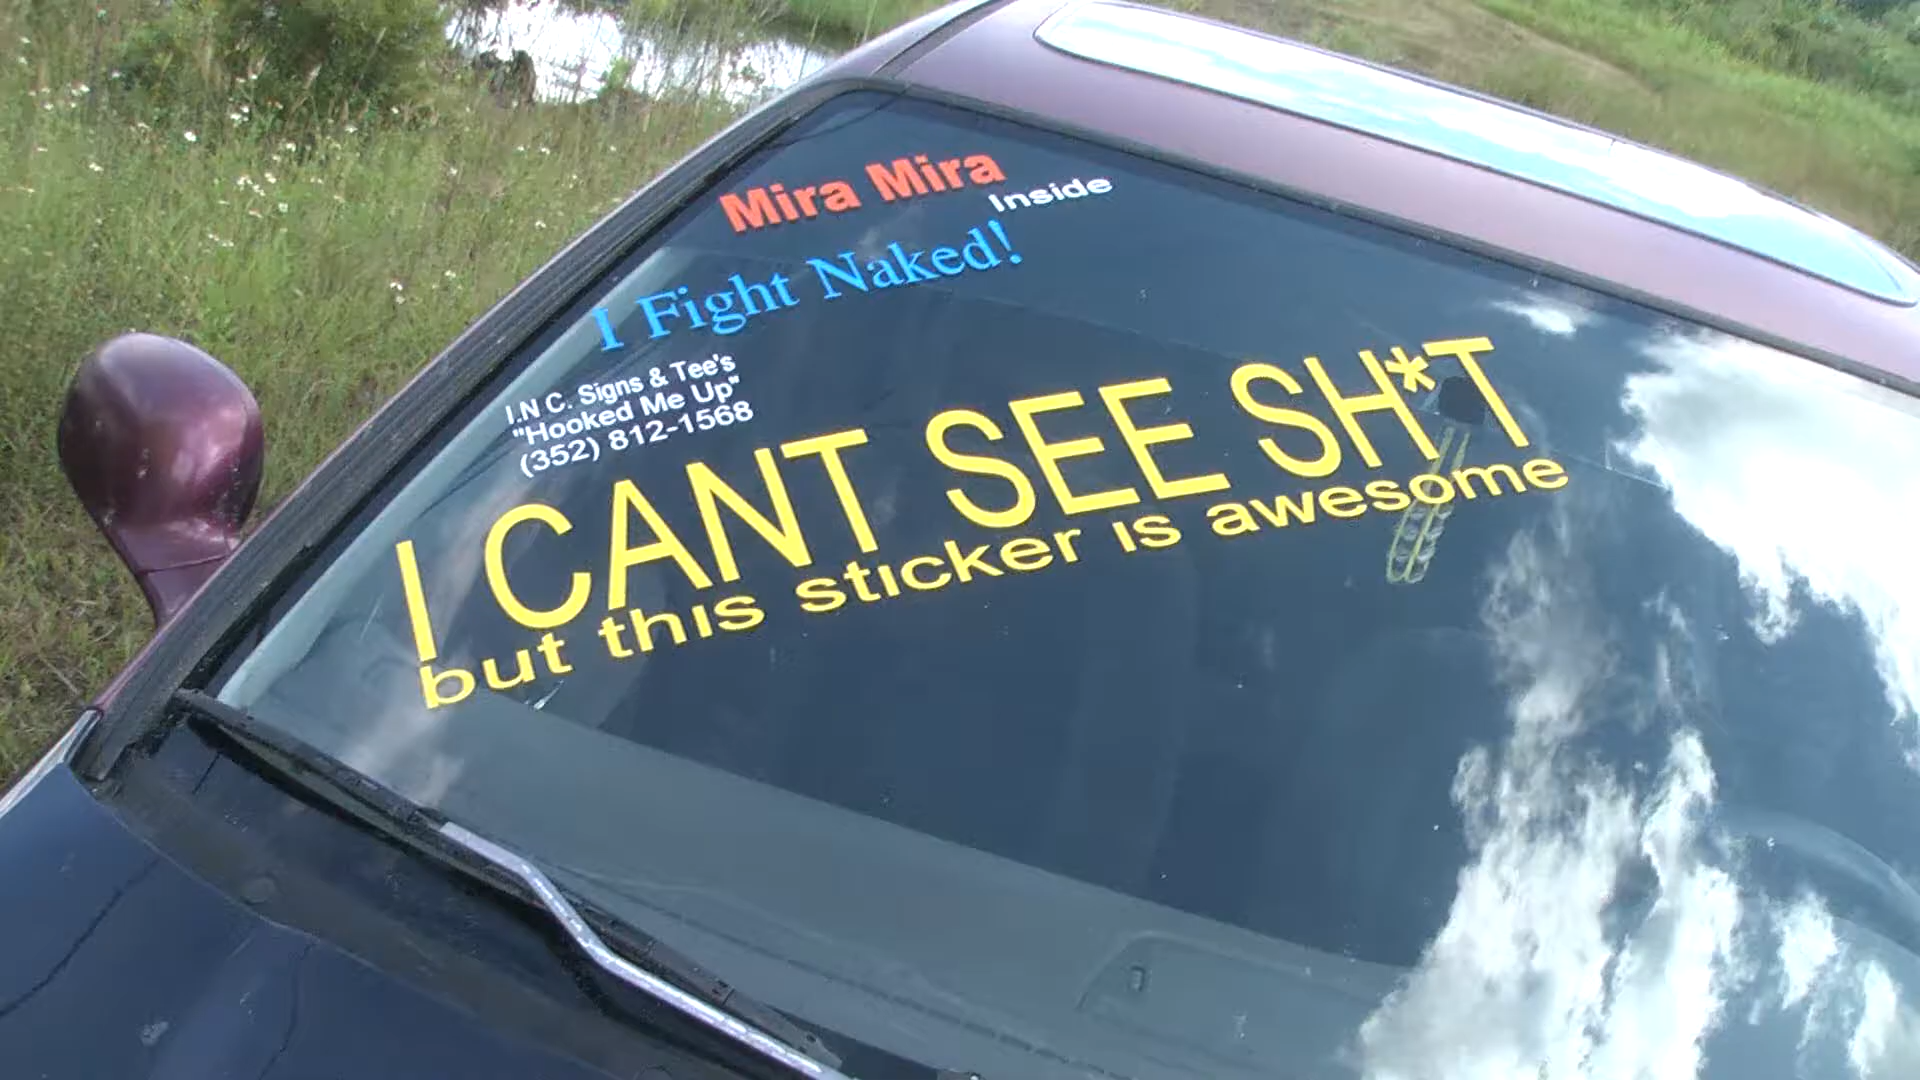 Mira Mira
Inside
I Fight Naked!
I.N C. Signs & Tee's
"Hooked Me Up"
(352) 812-1568
I CANT SEE SH*T
but this sticker is awesome